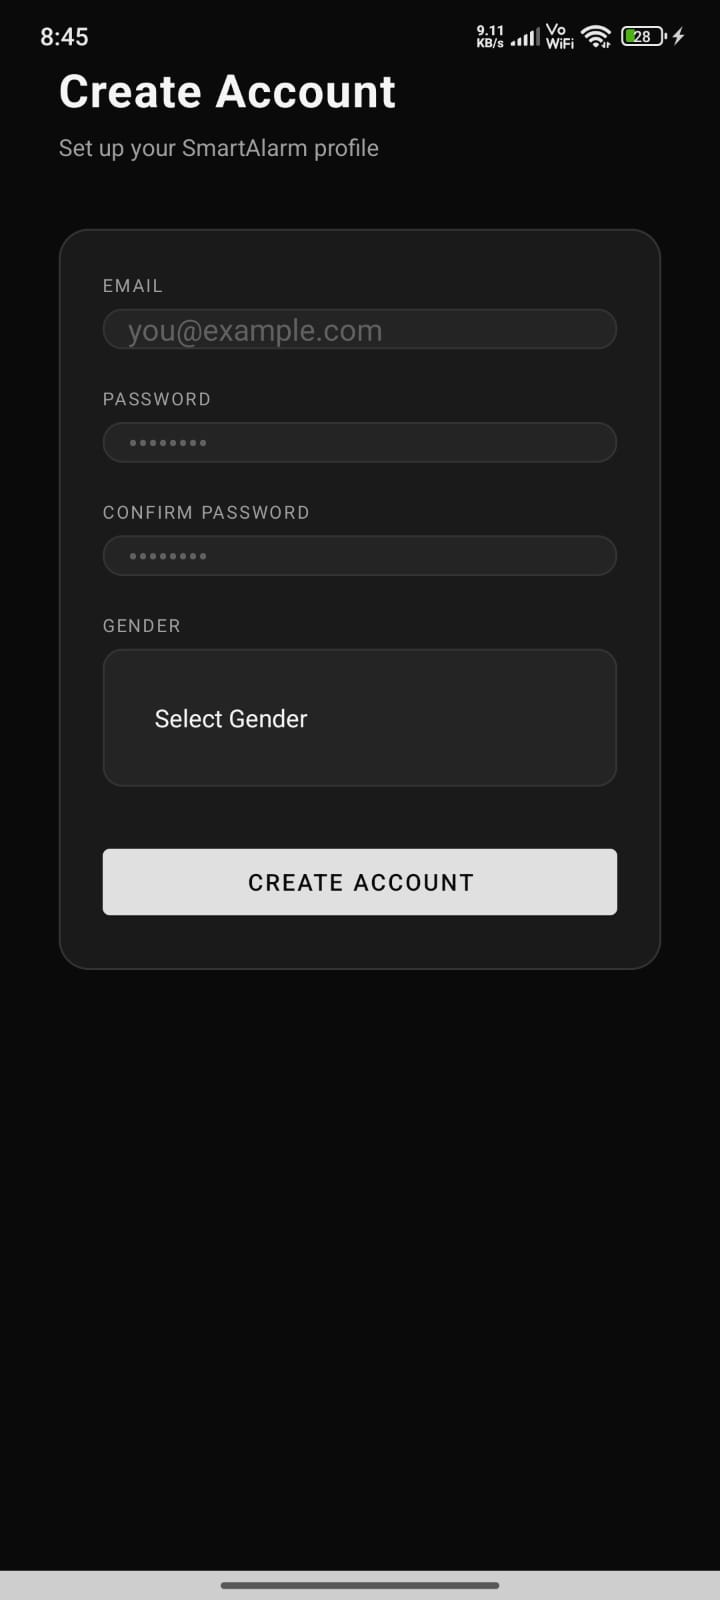 8:45
9.11 KB/s
Vo WiFi
28
Create Account
Set up your SmartAlarm profile
EMAIL
you@example.com
PASSWORD
••••••••
CONFIRM PASSWORD
••••••••
GENDER
Select Gender
CREATE ACCOUNT